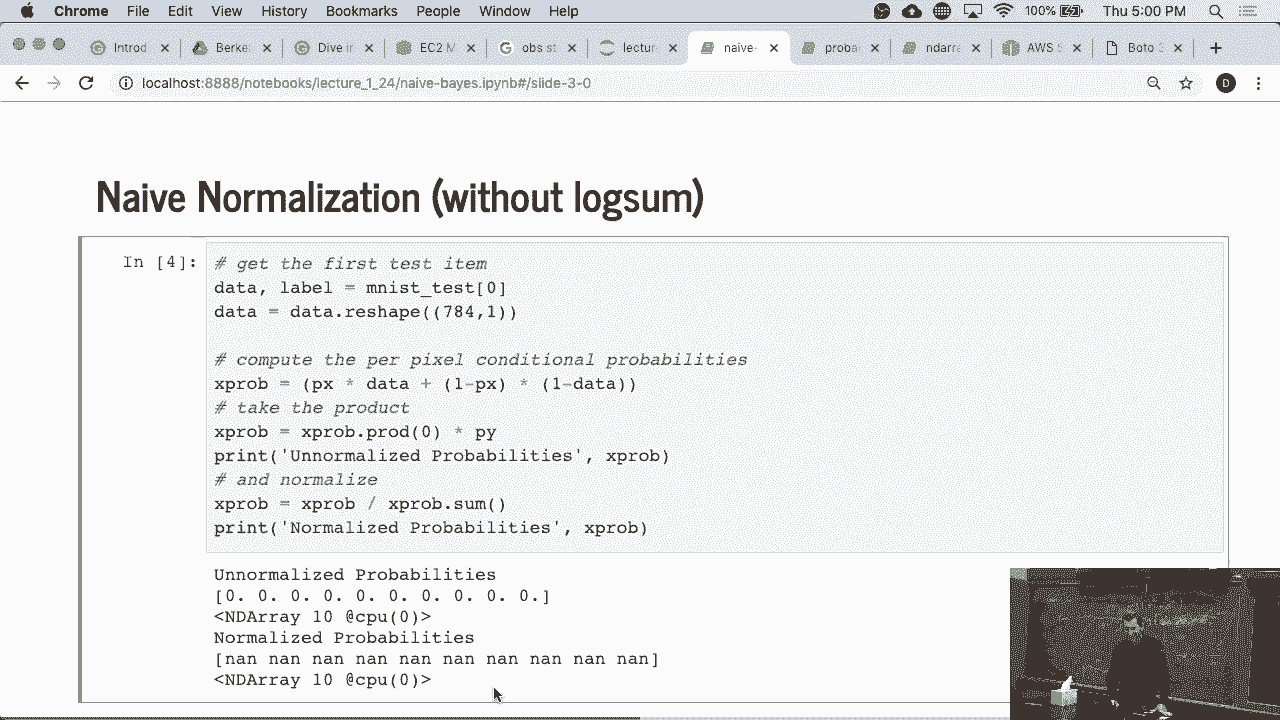 Chrome File Edit View History Bookmarks People Window Help 100% Thu 5:00 PM
Introd Berke Dive i EC2 M obs st lectur naive- proba ndarra AWS S Boto 3
localhost:8888/notebooks/lecture_1_24/naive-bayes.ipynb#/slide-3-0 D
Naive Normalization (without logsum)
In [4]:
# get the first test item
data, label = mnist_test[0]
data = data.reshape((784,1))
# compute the per pixel conditional probabilities
xprob = (px * data + (1-px) * (1-data))
# take the product
xprob = xprob.prod(0) * py
print('Unnormalized Probabilities', xprob)
# and normalize
xprob = xprob / xprob.sum()
print('Normalized Probabilities', xprob)
Unnormalized Probabilities
[0. 0. 0. 0. 0. 0. 0. 0. 0. 0.]
<NDArray 10 @cpu(0)>
Normalized Probabilities
[nan nan nan nan nan nan nan nan nan nan]
<NDArray 10 @cpu(0)>